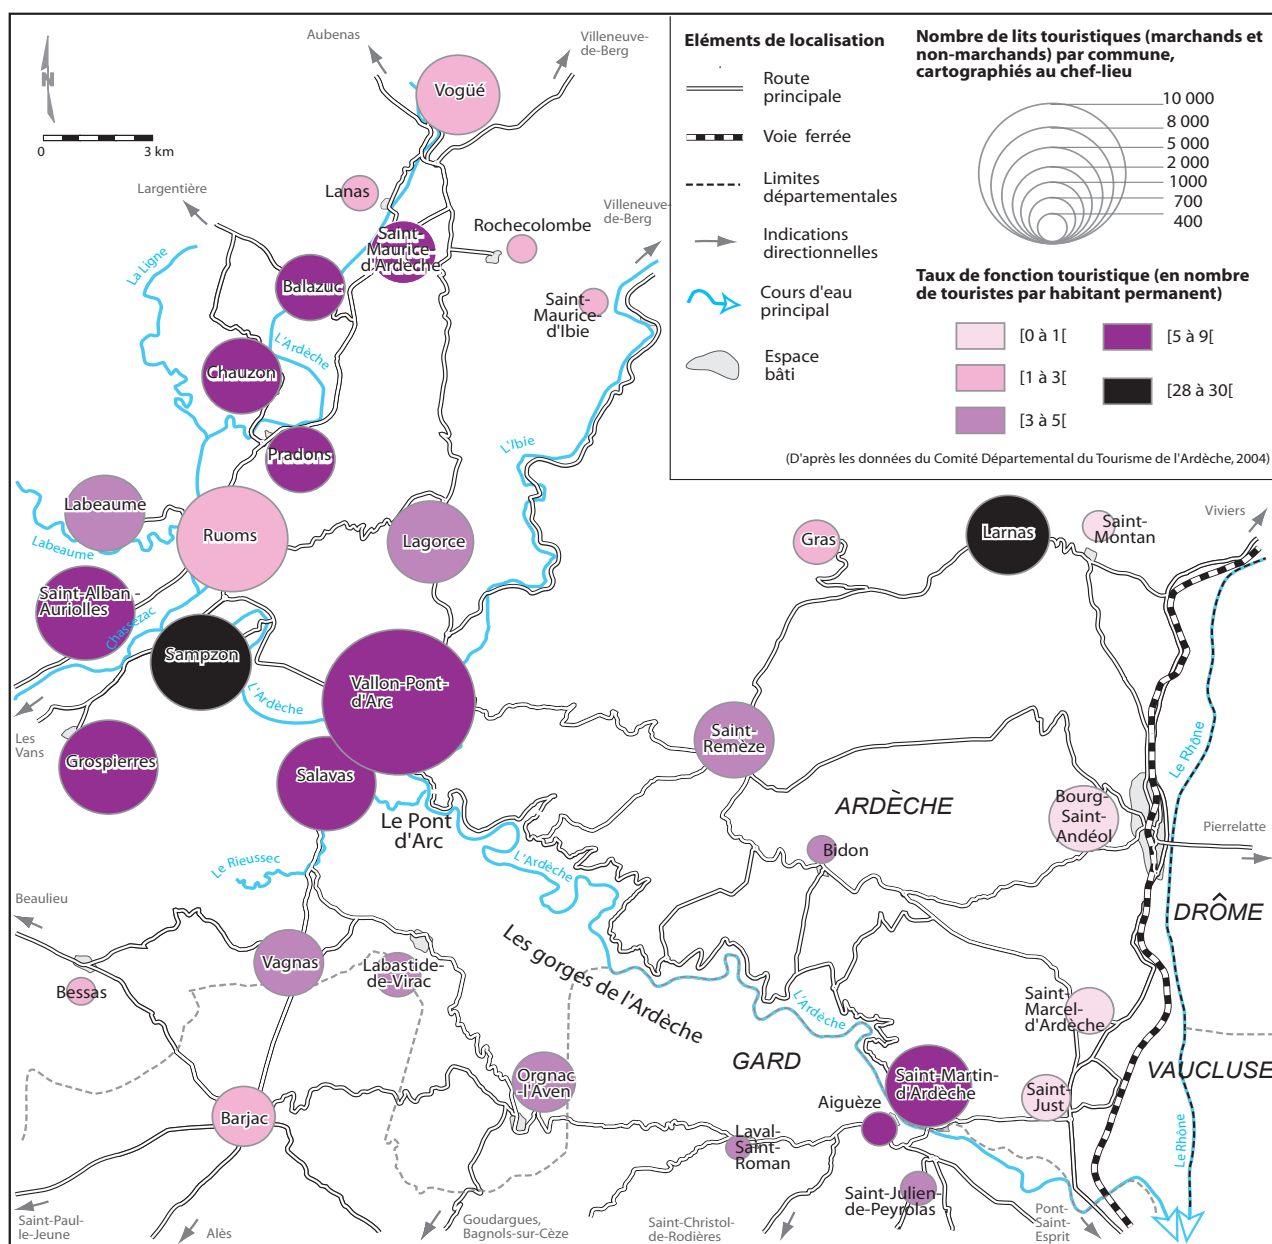 Eléments de localisation
Route
principale
Voie ferrée
Limites
départementales
Indications
directionnelles
Cours d'eau
principal
Espace
bâti
Nombre de lits touristiques (marchands et
non-marchands) par commune,
cartographiés au chef-lieu
10 000
8 000
5 000
2 000
1000
700
400
Taux de fonction touristique (en nombre
de touristes par habitant permanent)
[0 à 1[
[1 à 3[
[3 à 5[
[5 à 9[
[28 à 30[
(D'après les données du Comité Départemental du Tourisme de l'Ardèche, 2004)
N
0
3 km
Aubenas
Villeneuve-
de-Berg
Vogüé
Largentière
Lanas
Saint-
Maurice-
d'Ardèche
Rochecolombe
Villeneuve-
de-Berg
La Ligne
Balazuc
Saint-
Maurice-
d'Ibie
L'Ardèche
Chauzon
Pradons
L'Ibie
Labeaume
Labeaume
Ruoms
Lagorce
Gras
Larnas
Saint-
Montan
Viviers
Saint-Alban-
Auriolles
Chassezac
Sampzon
L'Ardèche
Vallon-Pont-
d'Arc
Les
Vans
Grospierres
Salavas
Saint-
Remèze
Le Rhône
Le Pont
d'Arc
ARDÈCHE
Bourg-
Saint-
Andéol
Pierrelatte
Le Rieussec
L'Ardèche
Bidon
Beaulieu
DRÔME
Les gorges de l'Ardèche
Vagnas
Labastide-
de-Virac
Bessas
L'Ardèche
Saint-
Marcel-
d'Ardèche
GARD
VAUCLUSE
Orgnac
-l'Aven
Saint-Martin-
d'Ardèche
Saint-
Just
Barjac
Aiguèze
Laval-
Saint-
Roman
Le Rhône
Saint-Julien-
de-Peyrolas
Saint-Paul-
le-Jeune
Alès
Goudargues,
Bagnols-sur-Cèze
Saint-Christol-
de-Rodières
Pont-
Saint-
Esprit